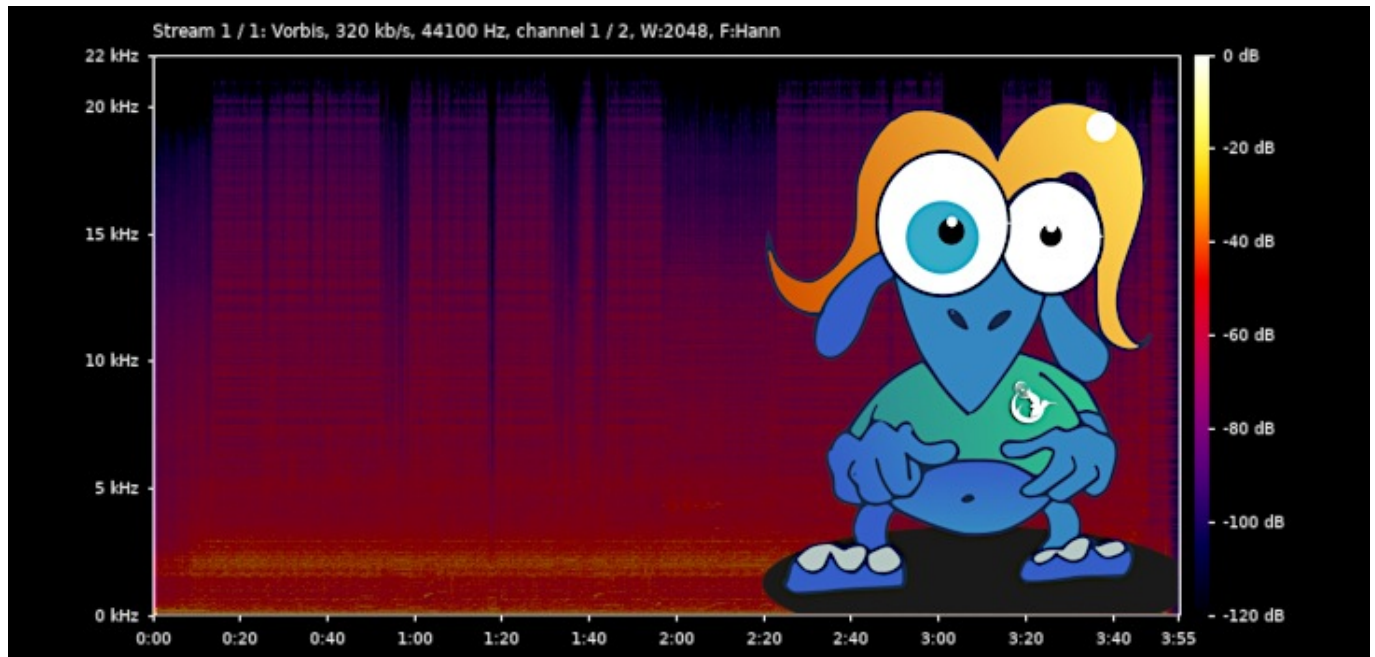 Stream 1 / 1: Vorbis, 320 kb/s, 44100 Hz, channel 1 / 2, W:2048, F:Hann
22 kHz
20 kHz
15 kHz
10 kHz
5 kHz
0 kHz
0 dB
-20 dB
-40 dB
-60 dB
-80 dB
-100 dB
-120 dB
0:00 0:20 0:40 1:00 1:20 1:40 2:00 2:20 2:40 3:00 3:20 3:40 3:55